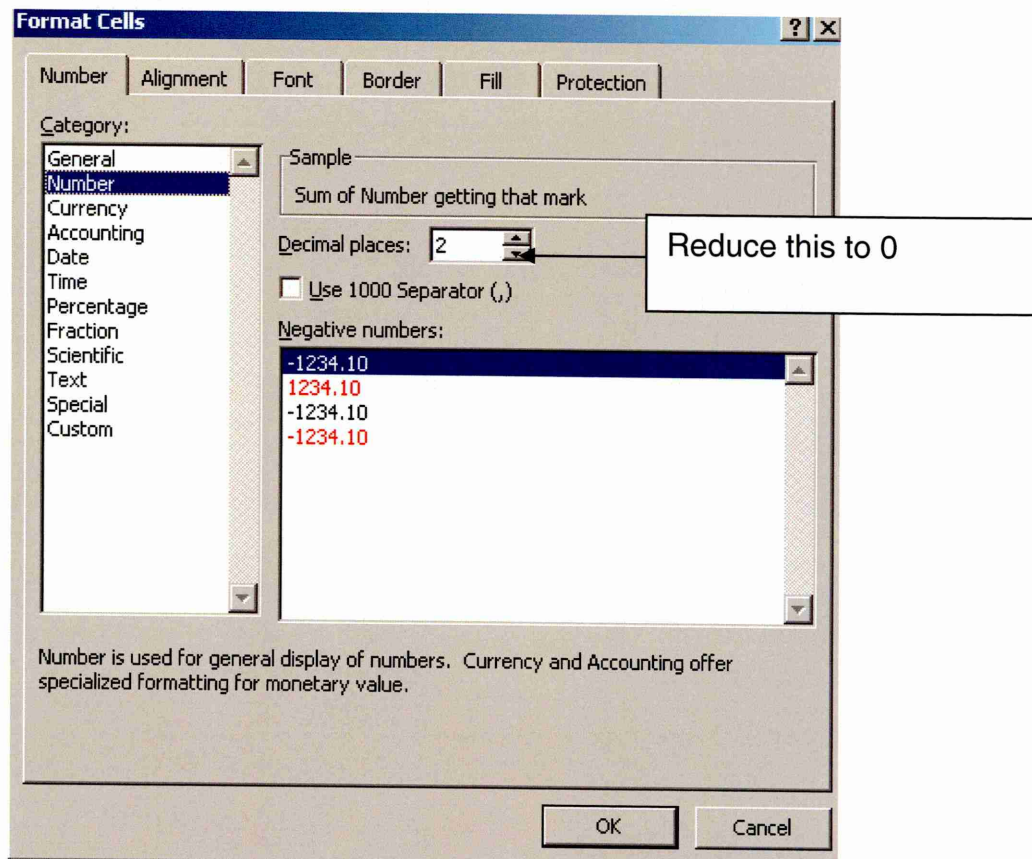 Format Cells
Number Alignment Font Border Fill Protection
Category:
General
Number
Currency
Accounting
Date
Time
Percentage
Fraction
Scientific
Text
Special
Custom
Sample
Sum of Number getting that mark
Decimal places: 2
Reduce this to 0
Use 1000 Separator (,)
Negative numbers:
-1234.10
1234.10
-1234.10
-1234.10
Number is used for general display of numbers. Currency and Accounting offer
specialized formatting for monetary value.
OK Cancel